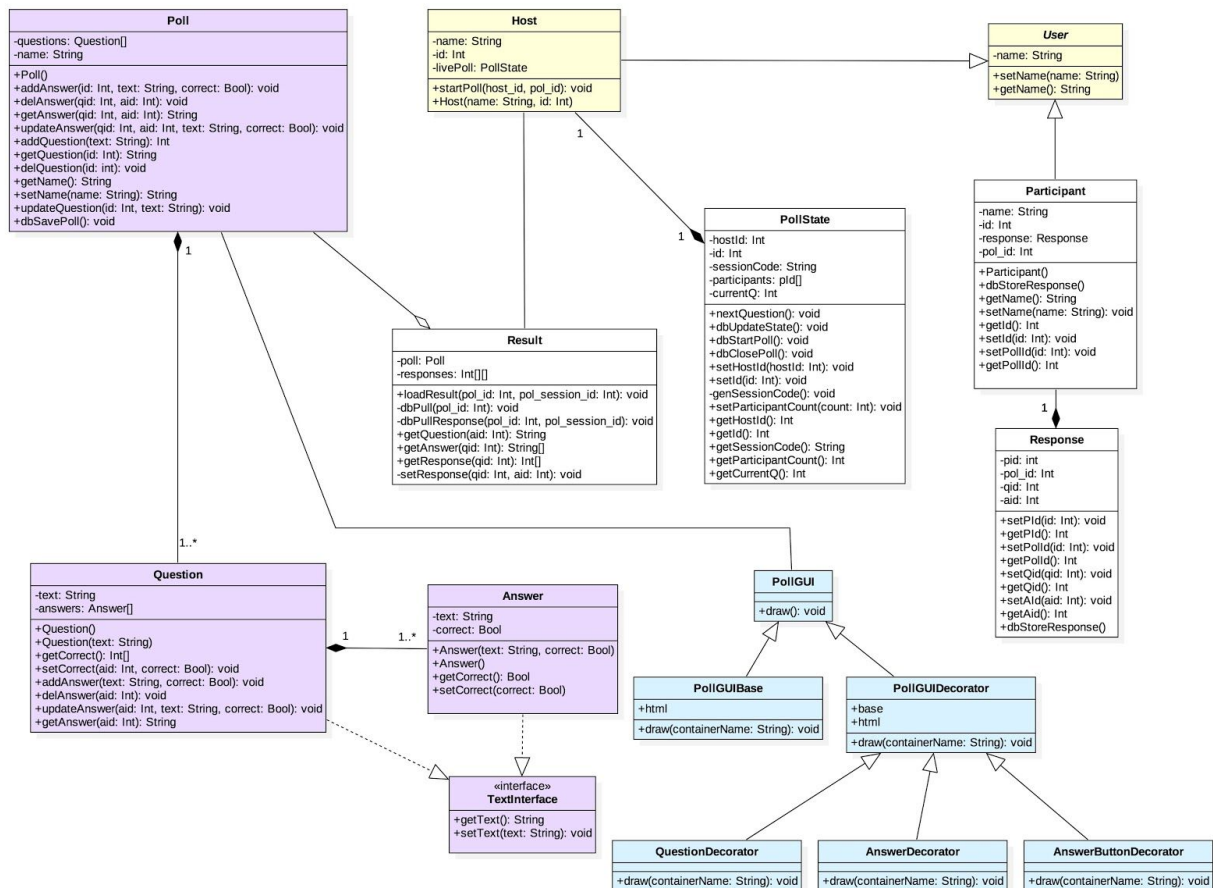 Poll
-questions: Question[]
-name: String
+Poll()
+addAnswer(id: Int, text: String, correct: Bool): void
+delAnswer(qid: Int, aid: Int): void
+getAnswer(qid: Int, aid: Int): String
+updateAnswer(qid: Int, aid: Int, text: String, correct: Bool): void
+addQuestion(text: String): Int
+getQuestion(id: Int): String
+delQuestion(id: int): void
+getName(): String
+setName(name: String): String
+updateQuestion(id: Int, text: String): void
+dbSavePoll(): void
Host
-name: String
-id: Int
-livePoll: PollState
+startPoll(host_id, pol_id): void
+Host(name: String, id: Int)
User
-name: String
+setName(name: String)
+getName(): String
1
1
1
1..*
Participant
-name: String
-id: Int
-response: Response
-pol_id: Int
+Participant()
+dbStoreResponse()
+getName(): String
+setName(name: String): void
+getId(): Int
+setId(id: Int): void
+setPollId(id: Int): void
+getPollId(): Int
PollState
-hostId: Int
-id: Int
-sessionCode: String
-participants: pId[]
-currentQ: Int
+nextQuestion(): void
+dbUpdateState(): void
+dbStartPoll(): void
+dbClosePoll(): void
+setHostId(hostId: Int): void
+setId(id: Int): void
-genSessionCode(): void
+setParticipantCount(count: Int): void
+getHostId(): Int
+getId(): Int
+getSessionCode(): String
+getParticipantCount(): Int
+getCurrentQ(): Int
Result
-poll: Poll
-responses: Int[][]
+loadResult(pol_id: Int, pol_session_id: Int): void
-dbPull(pol_id: Int): void
-dbPullResponse(pol_id: Int, pol_session_id): void
+getQuestion(aid: Int): String
+getAnswer(qid: Int): String[]
+getResponse(qid: Int): Int[]
-setResponse(qid: Int, aid: Int): void
1
Response
-pid: int
-pol_id: Int
-qid: Int
-aid: Int
+setPId(id: Int): void
+getPId(): Int
+setPolId(id: Int): void
+getPolId(): Int
+setQid(qid: Int): void
+getQid(): Int
+setAId(aid: Int): void
+getAid(): Int
+dbStoreResponse()
Question
-text: String
-answers: Answer[]
+Question()
+Question(text: String)
+getCorrect(): Int[]
+setCorrect(aid: Int, correct: Bool): void
+addAnswer(text: String, correct: Bool): void
+delAnswer(aid: Int): void
+updateAnswer(aid: Int, text: String, correct: Bool): void
+getAnswer(aid: Int): String
1
1..*
Answer
-text: String
-correct: Bool
+Answer(text: String, correct: Bool)
+Answer()
+getCorrect(): Bool
+setCorrect(correct: Bool)
PollGUI
+draw(): void
PollGUIBase
+html
+draw(containerName: String): void
PollGUIDecorator
+base
+html
+draw(containerName: String): void
«interface»
TextInterface
+getText(): String
+setText(text: String): void
QuestionDecorator
+draw(containerName: String): void
AnswerDecorator
+draw(containerName: String): void
AnswerButtonDecorator
+draw(containerName: String): void